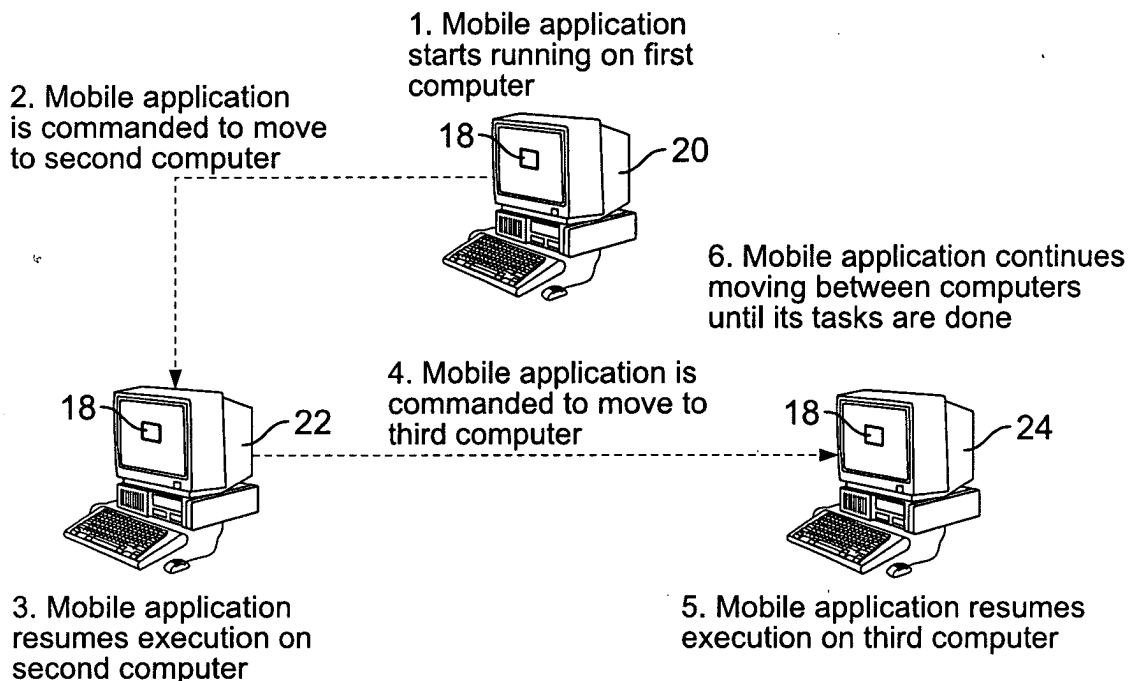 1. Mobile application
starts running on first
computer
2. Mobile application
is commanded to move
to second computer
18
20
6. Mobile application continues
moving between computers
until its tasks are done
4. Mobile application is
commanded to move to
third computer
18
22
18
24
3. Mobile application
resumes execution on
second computer
5. Mobile application resumes
execution on third computer